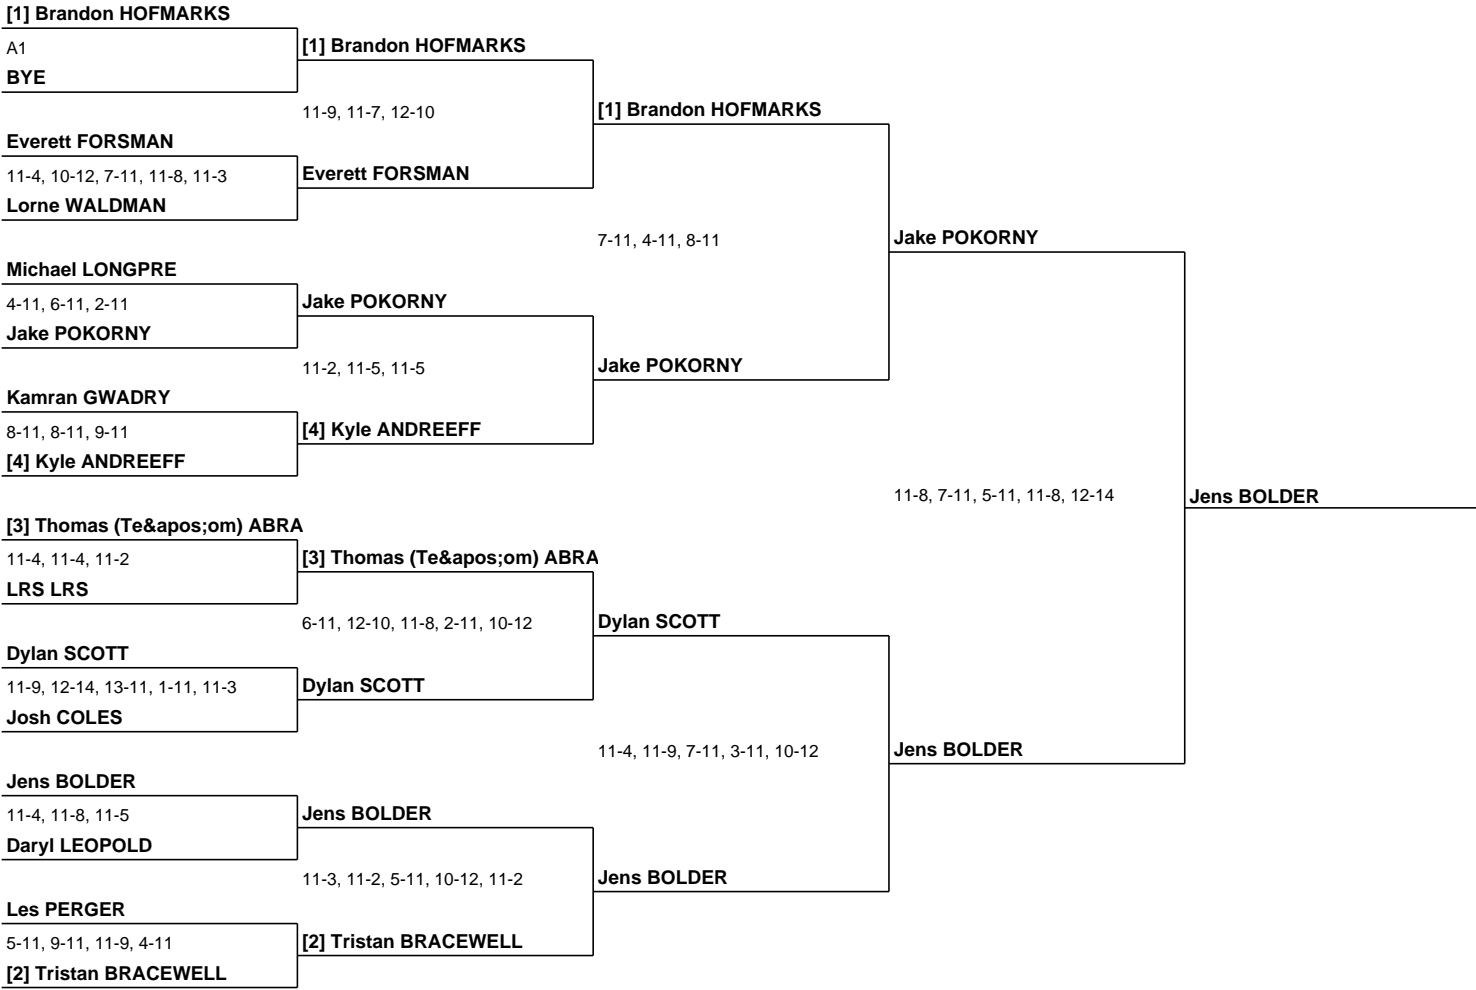 [1] Brandon HOFMARKS
A1
BYE
Everett FORSMAN
11-4, 10-12, 7-11, 11-8, 11-3
Lorne WALDMAN
Michael LONGPRE
4-11, 6-11, 2-11
Jake POKORNY
Kamran GWADRY
8-11, 8-11, 9-11
[4] Kyle ANDREEFF
[3] Thomas (Te&apos;om) ABRA
11-4, 11-4, 11-2
LRS LRS
Dylan SCOTT
11-9, 12-14, 13-11, 1-11, 11-3
Josh COLES
Jens BOLDER
11-4, 11-8, 11-5
Daryl LEOPOLD
Les PERGER
5-11, 9-11, 11-9, 4-11
[2] Tristan BRACEWELL
[1] Brandon HOFMARKS
11-9, 11-7, 12-10
Everett FORSMAN
Jake POKORNY
11-2, 11-5, 11-5
[4] Kyle ANDREEFF
[3] Thomas (Te&apos;om) ABRA
6-11, 12-10, 11-8, 2-11, 10-12
Dylan SCOTT
Jens BOLDER
11-3, 11-2, 5-11, 10-12, 11-2
[2] Tristan BRACEWELL
[1] Brandon HOFMARKS
7-11, 4-11, 8-11
Jake POKORNY
Dylan SCOTT
11-4, 11-9, 7-11, 3-11, 10-12
Jens BOLDER
Jake POKORNY
11-8, 7-11, 5-11, 11-8, 12-14
Jens BOLDER
Jens BOLDER